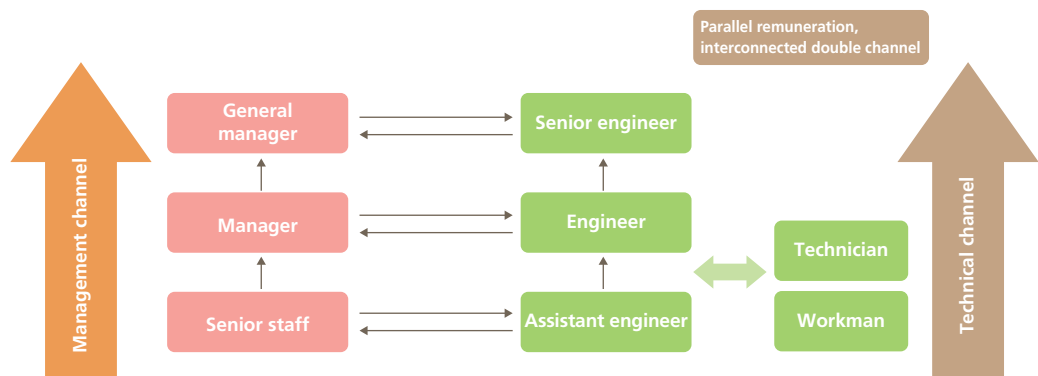 Parallel remuneration,
interconnected double channel
Management channel
General
manager
Senior engineer
Manager
Engineer
Technician
Senior staff
Assistant engineer
Workman
Technical channel